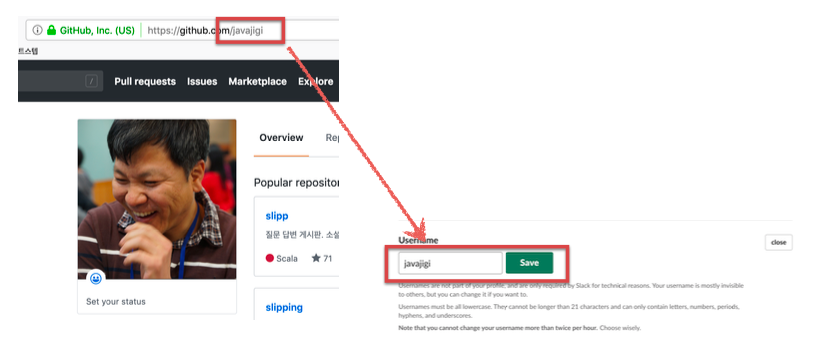 GitHub, Inc. (US) https://github.com/javajigi
트스텝
/ Pull requests Issues Marketplace Explore
Overview Rep
Popular repositor
slipp
질문 답변 게시판. 소셜
Scala 71
slipping
Set your status
Username
close
javajigi Save
Usernames are not part of your profile, and are only required by Slack for technical reasons. Your username is mostly invisible
to others, but you can change it if you want to.
Usernames must be all lowercase. They cannot be longer than 21 characters and can only contain letters, numbers, periods,
hyphens, and underscores.
Note that you cannot change your username more than twice per hour. Choose wisely.